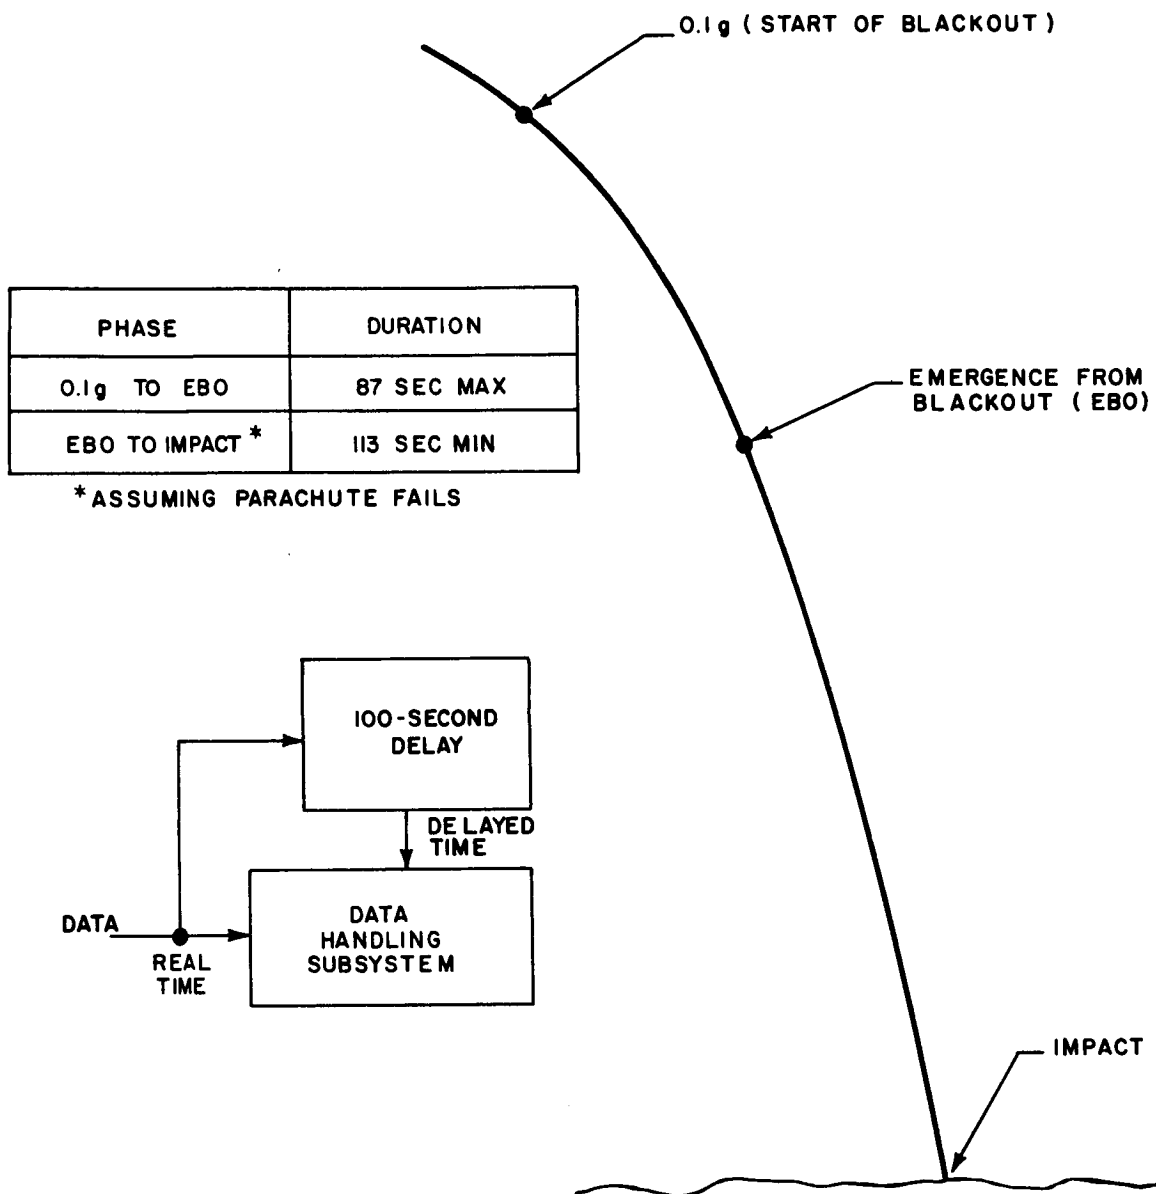 0.1g (START OF BLACKOUT)
PHASE DURATION
0.1g TO EBO 87 SEC MAX
EBO TO IMPACT* 113 SEC MIN
*ASSUMING PARACHUTE FAILS
EMERGENCE FROM
BLACKOUT (EBO)
100-SECOND
DELAY
DELAYED
TIME
DATA
REAL
TIME
DATA
HANDLING
SUBSYSTEM
IMPACT